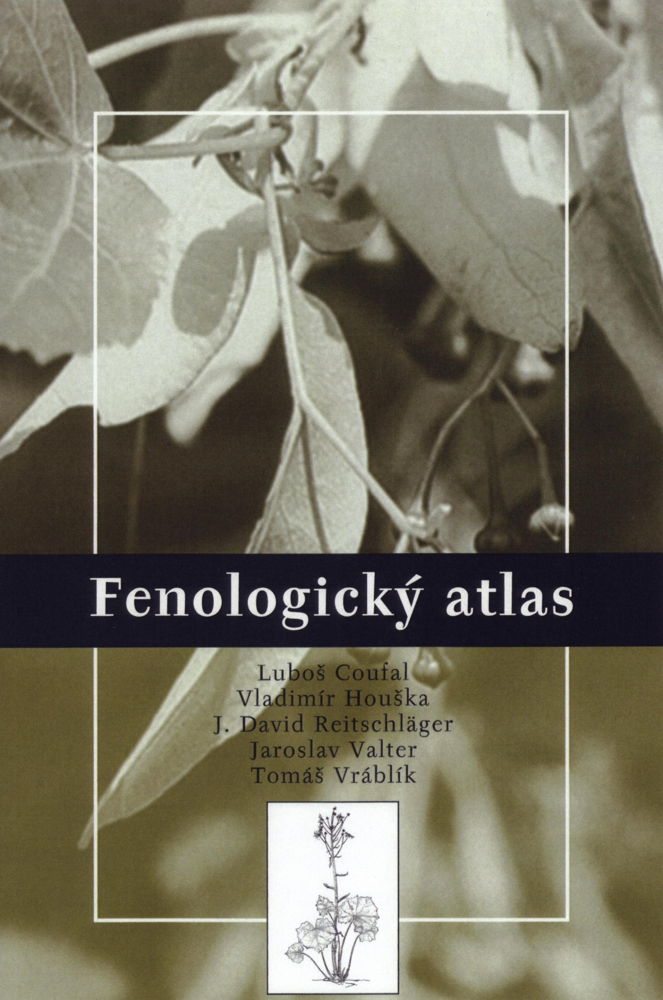 Fenologický atlas
Luboš Coufal
Vladimír Houška
J. David Reitschläger
Jaroslav Valter
Tomáš Vráblík